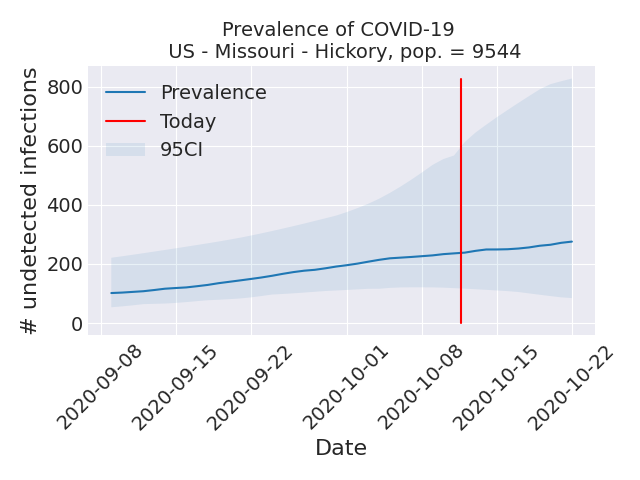 Prevalence of COVID-19
US - Missouri - Hickory, pop. = 9544
# undetected infections
800
600
400
200
0
Prevalence
Today
95CI
2020-09-08
2020-09-15
2020-09-22
2020-10-01
2020-10-08
2020-10-15
2020-10-22
Date